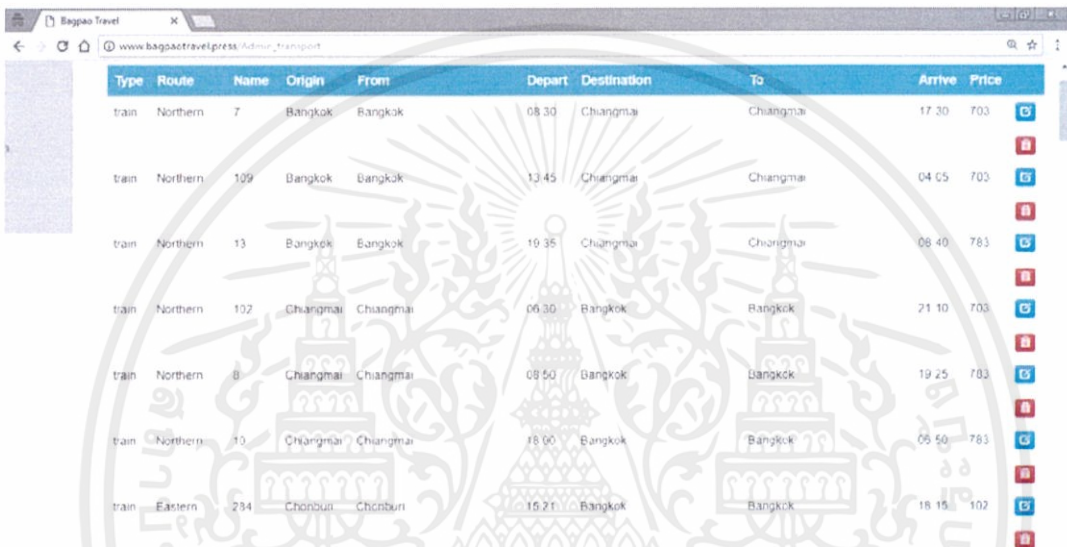 Bagpao Travel
www.bagpaotravel.press/Admin_transport
Type Route Name Origin From Depart Destination To Arrive Price
train Northern 7 Bangkok Bangkok 08:30 Chiangmai Chiangmai 17:30 703
train Northern 109 Bangkok Bangkok 13:45 Chiangmai Chiangmai 04:05 703
train Northern 13 Bangkok Bangkok 19:35 Chiangmai Chiangmai 08:40 783
train Northern 102 Chiangmai Chiangmai 06:30 Bangkok Bangkok 21:10 703
train Northern 8 Chiangmai Chiangmai 08:50 Bangkok Bangkok 19:25 783
train Northern 10 Chiangmai Chiangmai 18:00 Bangkok Bangkok 06:50 783
train Eastern 284 Chonburi Chonburi 15:21 Bangkok Bangkok 18:15 102